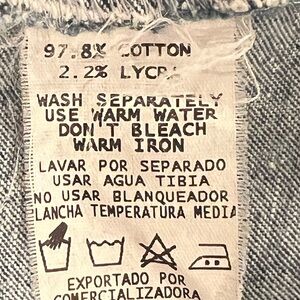 97.8% COTTON
2.2% LYCRA
WASH SEPARATELY
USE WARM WATER
DON'T BLEACH
WARM IRON
LAVAR POR SEPARADO
USAR AGUA TIBIA
NO USAR BLANQUEADOR
PLANCHA TEMPERATURA MEDIA
EXPORTADO POR
COMERCIALIZADORA